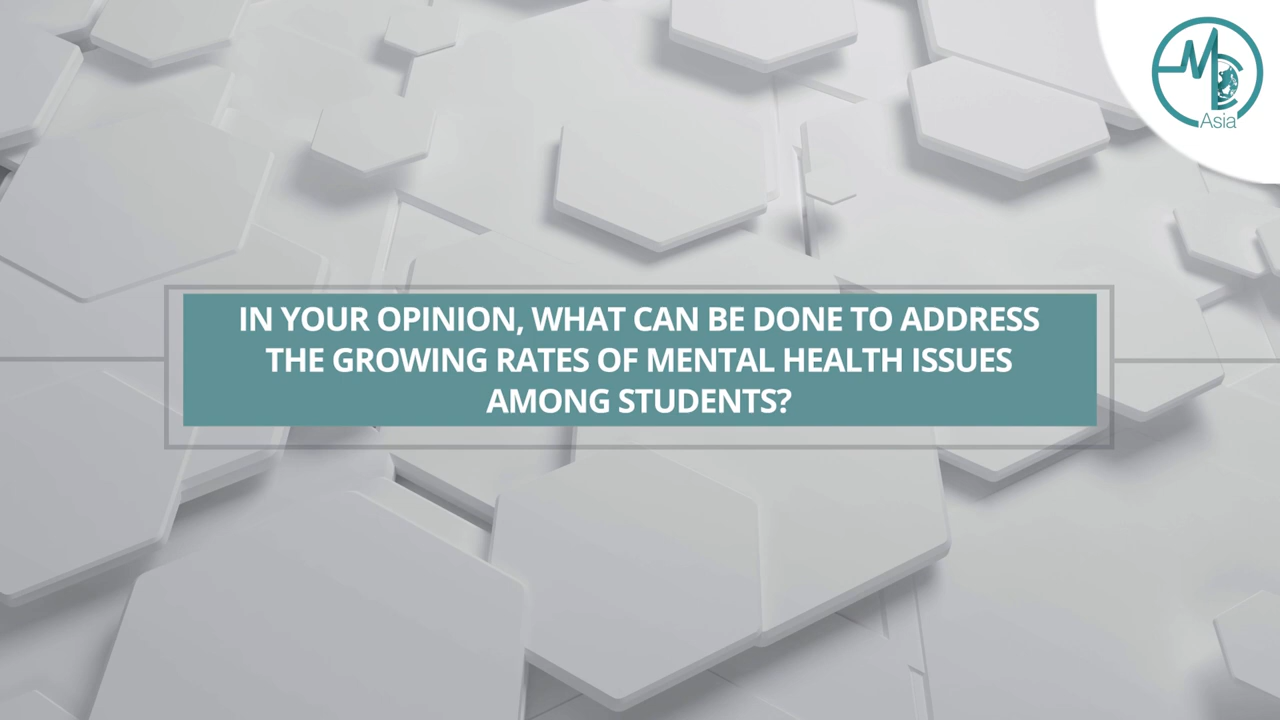 Asia
IN YOUR OPINION, WHAT CAN BE DONE TO ADDRESS
THE GROWING RATES OF MENTAL HEALTH ISSUES
AMONG STUDENTS?